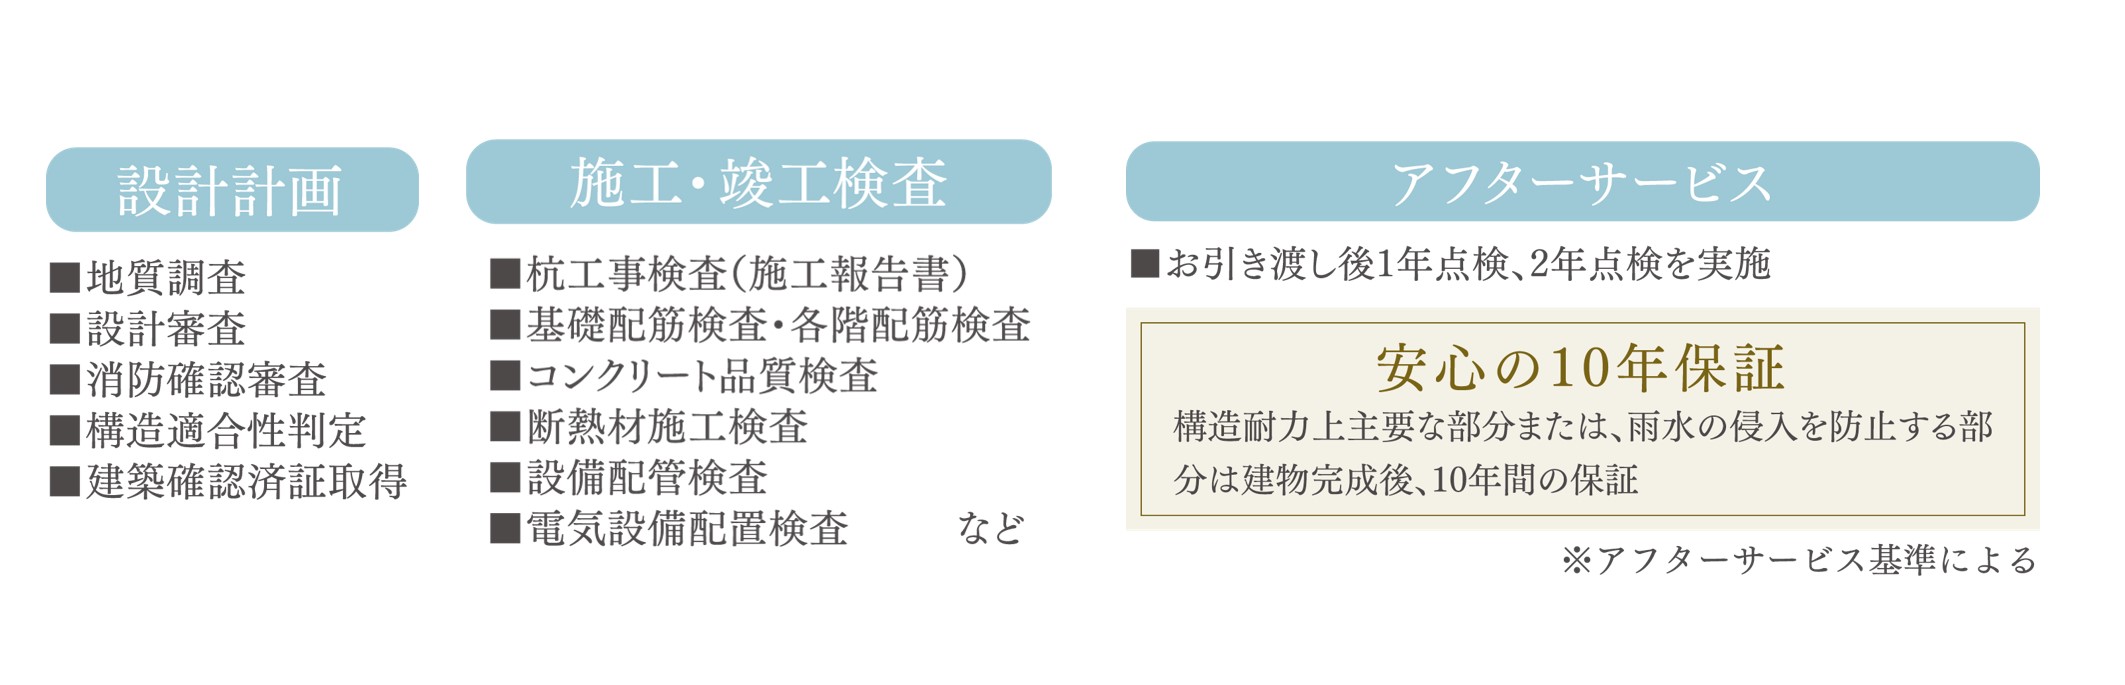 設計計画
■地質調査
■設計審査
■消防確認審査
■構造適合性判定
■建築確認済証取得
施工・竣工検査
■杭工事検査(施工報告書)
■基礎配筋検査・各階配筋検査
■コンクリート品質検査
■断熱材施工検査
■設備配管検査
■電気設備配置検査 など
アフターサービス
■お引き渡し後1年点検、2年点検を実施
安心の10年保証
構造耐力上主要な部分または、雨水の侵入を防止する部
分は建物完成後、10年間の保証
※アフターサービス基準による